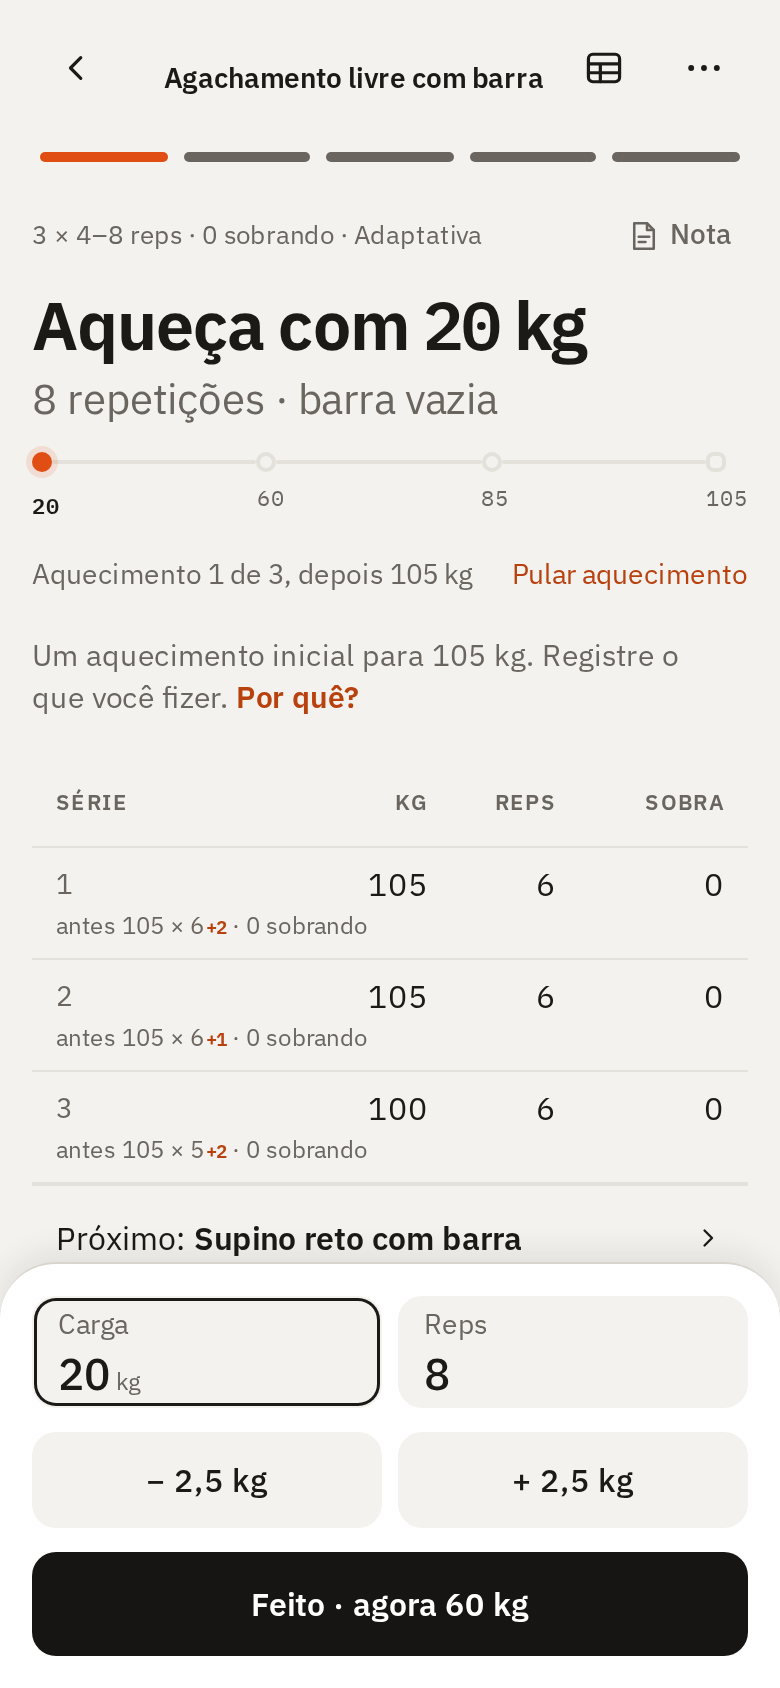 Agachamento livre com barra
3 × 4–8 reps · 0 sobrando · Adaptativa
Nota
Aqueça com 20 kg
8 repetições · barra vazia
20 60 85 105
Aquecimento 1 de 3, depois 105 kg
Pular aquecimento
Um aquecimento inicial para 105 kg. Registre o
que você fizer. Por quê?
SÉRIE KG REPS SOBRA
1 105 6 0
antes 105 × 6 +2 · 0 sobrando
2 105 6 0
antes 105 × 6 +1 · 0 sobrando
3 100 6 0
antes 105 × 5 +2 · 0 sobrando
Próximo: Supino reto com barra
Carga
20 kg
Reps
8
– 2,5 kg
+ 2,5 kg
Feito · agora 60 kg